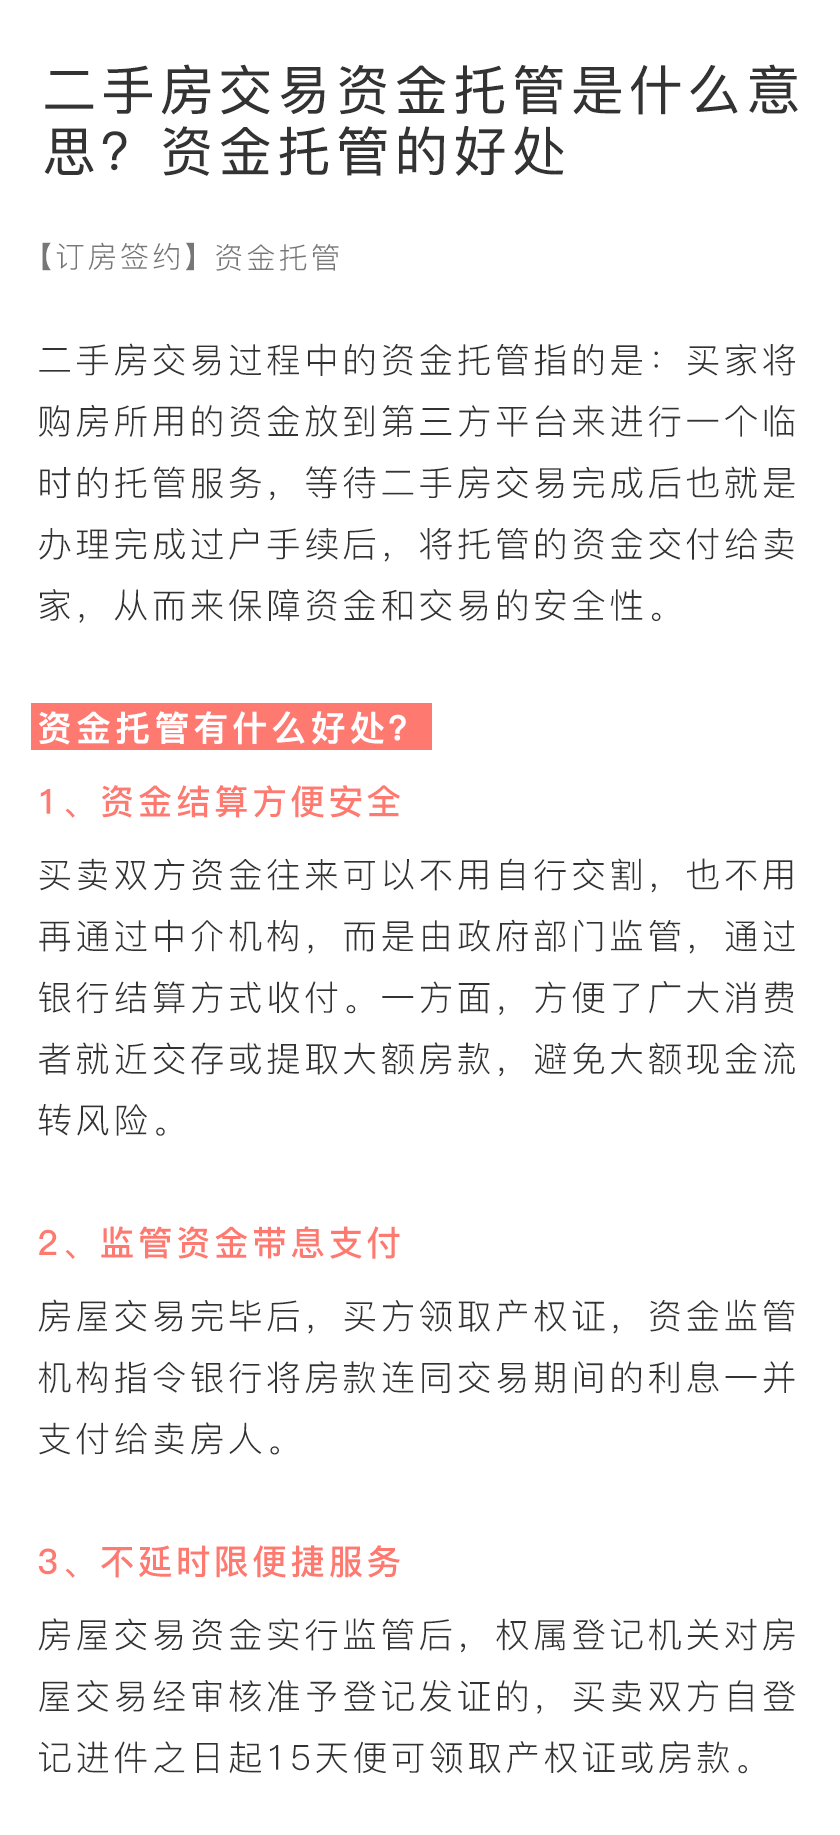 二手房交易资金托管是什么意
思？资金托管的好处
【订房签约】资金托管
二手房交易过程中的资金托管指的是：买家将
购房所用的资金放到第三方平台来进行一个临
时的托管服务，等待二手房交易完成后也就是
办理完成过户手续后，将托管的资金交付给卖
家，从而来保障资金和交易的安全性。
资金托管有什么好处？
1、资金结算方便安全
买卖双方资金往来可以不用自行交割，也不用
再通过中介机构，而是由政府部门监管，通过
银行结算方式收付。一方面，方便了广大消费
者就近交存或提取大额房款，避免大额现金流
转风险。
2、监管资金带息支付
房屋交易完毕后，买方领取产权证，资金监管
机构指令银行将房款连同交易期间的利息一并
支付给卖房人。
3、不延时限便捷服务
房屋交易资金实行监管后，权属登记机关对房
屋交易经审核准予登记发证的，买卖双方自登
记进件之日起15天便可领取产权证或房款。